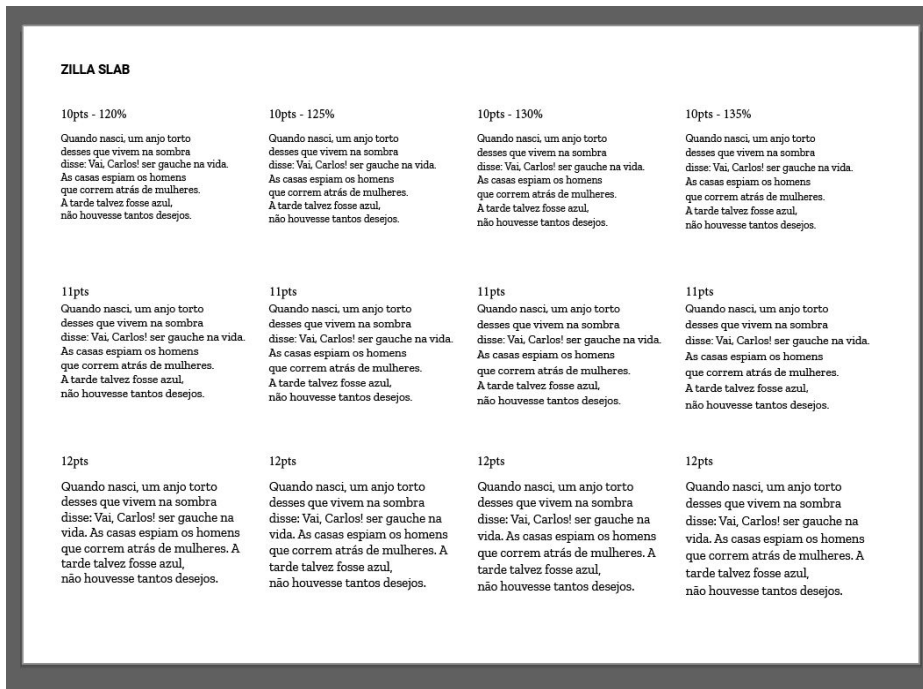 ZILLA SLAB
10pts - 120%
Quando nasci, um anjo torto
desses que vivem na sombra
disse: Vai, Carlos! ser gauche na vida.
As casas espiam os homens
que correm atrás de mulheres.
A tarde talvez fosse azul,
não houvesse tantos desejos.
10pts - 125%
Quando nasci, um anjo torto
desses que vivem na sombra
disse: Vai, Carlos! ser gauche na vida.
As casas espiam os homens
que correm atrás de mulheres.
A tarde talvez fosse azul,
não houvesse tantos desejos.
10pts - 130%
Quando nasci, um anjo torto
desses que vivem na sombra
disse: Vai, Carlos! ser gauche na vida.
As casas espiam os homens
que correm atrás de mulheres.
A tarde talvez fosse azul,
não houvesse tantos desejos.
10pts - 135%
Quando nasci, um anjo torto
desses que vivem na sombra
disse: Vai, Carlos! ser gauche na vida.
As casas espiam os homens
que correm atrás de mulheres.
A tarde talvez fosse azul,
não houvesse tantos desejos.
11pts
Quando nasci, um anjo torto
desses que vivem na sombra
disse: Vai, Carlos! ser gauche na vida.
As casas espiam os homens
que correm atrás de mulheres.
A tarde talvez fosse azul,
não houvesse tantos desejos.
11pts
Quando nasci, um anjo torto
desses que vivem na sombra
disse: Vai, Carlos! ser gauche na vida.
As casas espiam os homens
que correm atrás de mulheres.
A tarde talvez fosse azul,
não houvesse tantos desejos.
11pts
Quando nasci, um anjo torto
desses que vivem na sombra
disse: Vai, Carlos! ser gauche na vida.
As casas espiam os homens
que correm atrás de mulheres.
A tarde talvez fosse azul,
não houvesse tantos desejos.
11pts
Quando nasci, um anjo torto
desses que vivem na sombra
disse: Vai, Carlos! ser gauche na vida.
As casas espiam os homens
que correm atrás de mulheres.
A tarde talvez fosse azul,
não houvesse tantos desejos.
12pts
Quando nasci, um anjo torto
desses que vivem na sombra
disse: Vai, Carlos! ser gauche na
vida. As casas espiam os homens
que correm atrás de mulheres. A
tarde talvez fosse azul,
não houvesse tantos desejos.
12pts
Quando nasci, um anjo torto
desses que vivem na sombra
disse: Vai, Carlos! ser gauche na
vida. As casas espiam os homens
que correm atrás de mulheres. A
tarde talvez fosse azul,
não houvesse tantos desejos.
12pts
Quando nasci, um anjo torto
desses que vivem na sombra
disse: Vai, Carlos! ser gauche na
vida. As casas espiam os homens
que correm atrás de mulheres. A
tarde talvez fosse azul,
não houvesse tantos desejos.
12pts
Quando nasci, um anjo torto
desses que vivem na sombra
disse: Vai, Carlos! ser gauche na
vida. As casas espiam os homens
que correm atrás de mulheres. A
tarde talvez fosse azul,
não houvesse tantos desejos.